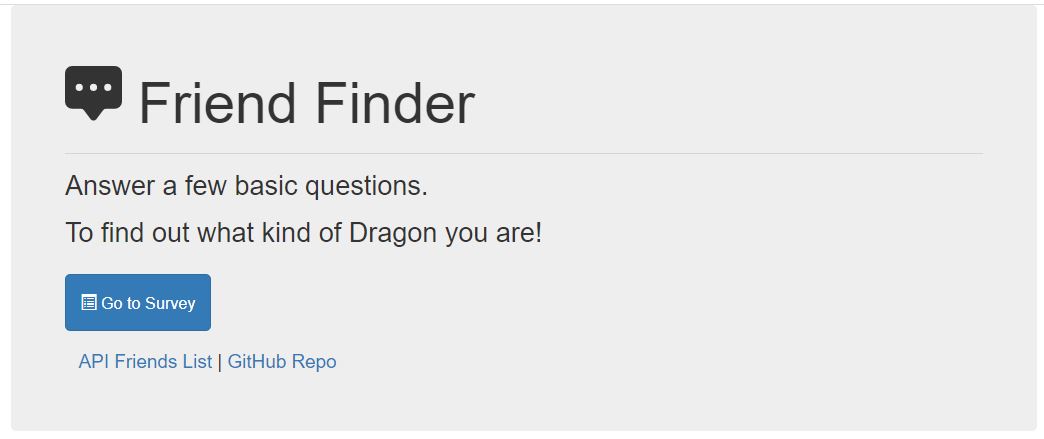 Friend Finder
Answer a few basic questions.
To find out what kind of Dragon you are!
Go to Survey
API Friends List | GitHub Repo